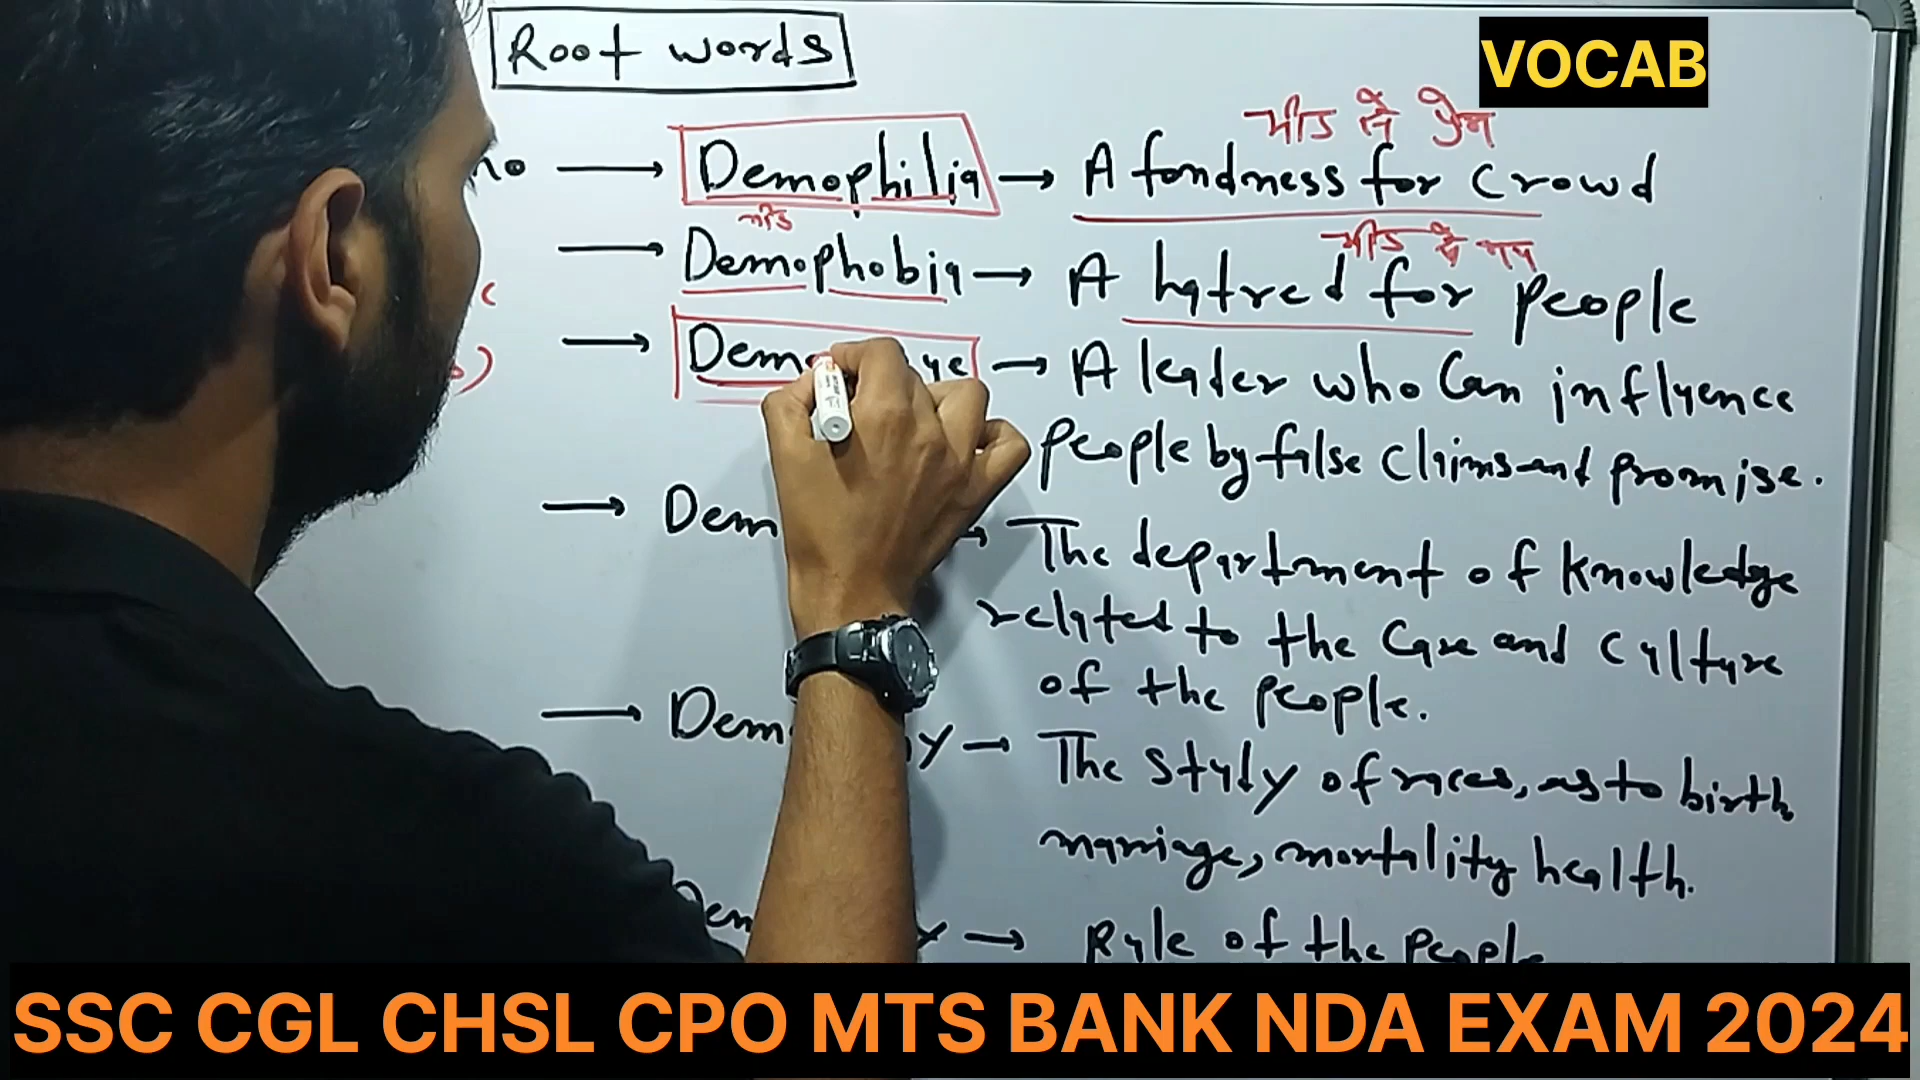 Root words
VOCAB
भीड से प्रेम
Demophilia → A fondness for crowd
भीड
भीड से भय
Demophobia → A hatred for people
→ A leader who Can influence
people by false claims and promise.
→ Dem
The department of knowledge
related to the Care and Culture
of the people.
→ Dem y → The study of races, as to birth,
marriage, mortality health.
Dem y → Rule of the people
SSC CGL CHSL CPO MTS BANK NDA EXAM 2024